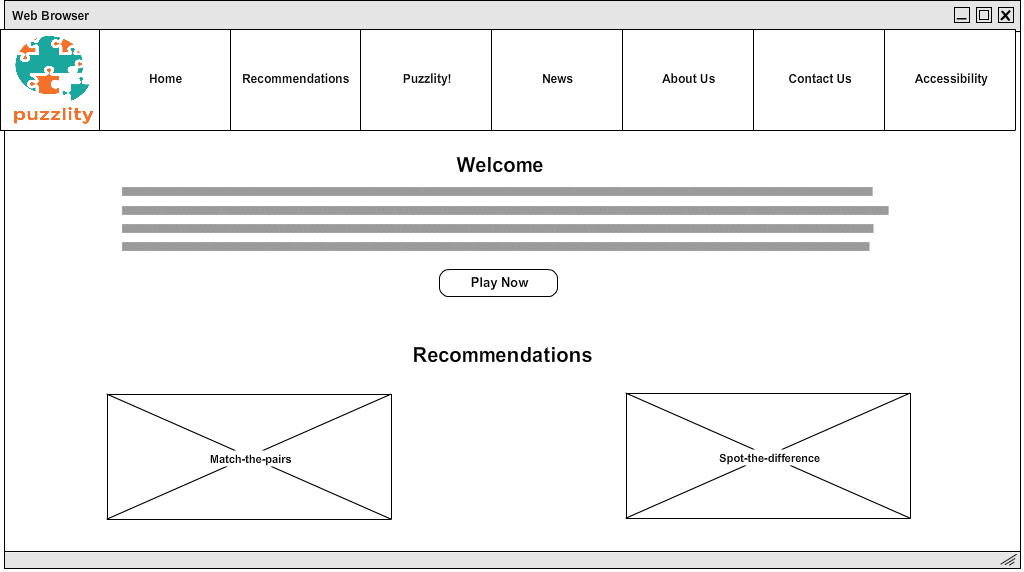 Web Browser
puzzlity
Home
Recommendations
Puzzlity!
News
About Us
Contact Us
Accessibility
Welcome
Play Now
Recommendations
Match-the-pairs
Spot-the-difference